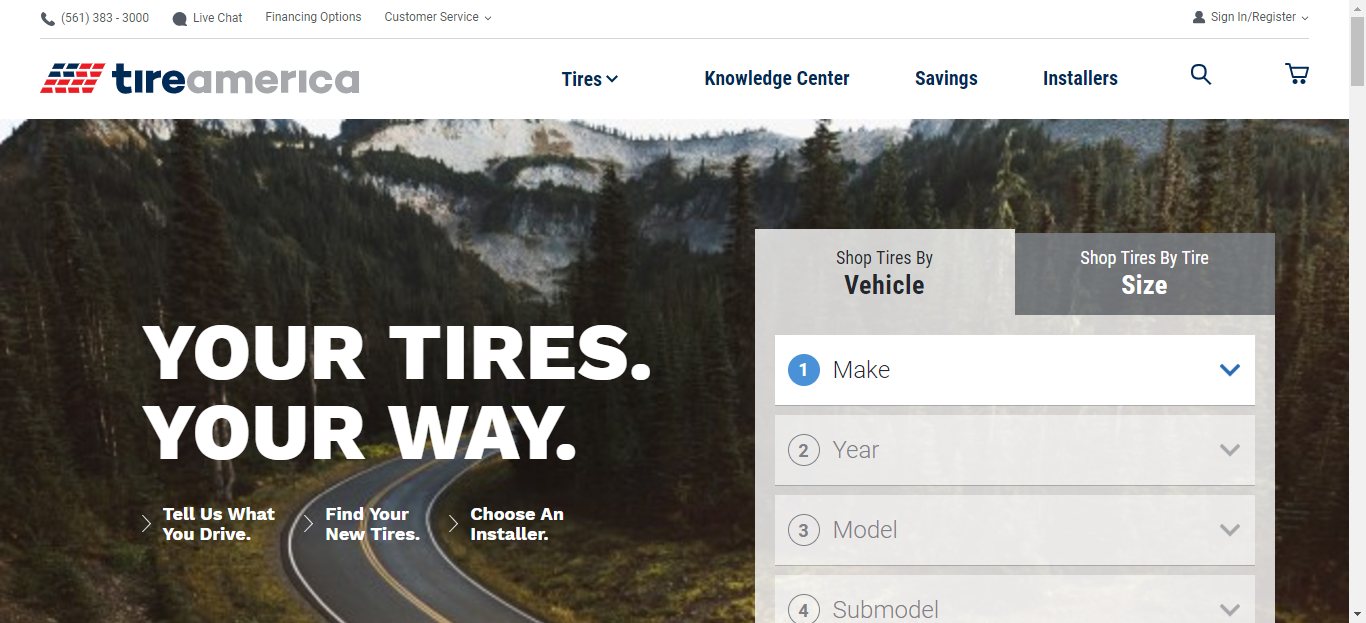 (561) 383 - 3000 Live Chat Financing Options Customer Service Sign In/Register
tireamerica Tires Knowledge Center Savings Installers
Shop Tires By
Vehicle
Shop Tires By Tire
Size
YOUR TIRES.
YOUR WAY.
Tell Us What
You Drive.
Find Your
New Tires.
Choose An
Installer.
1 Make
2 Year
3 Model
4 Submodel